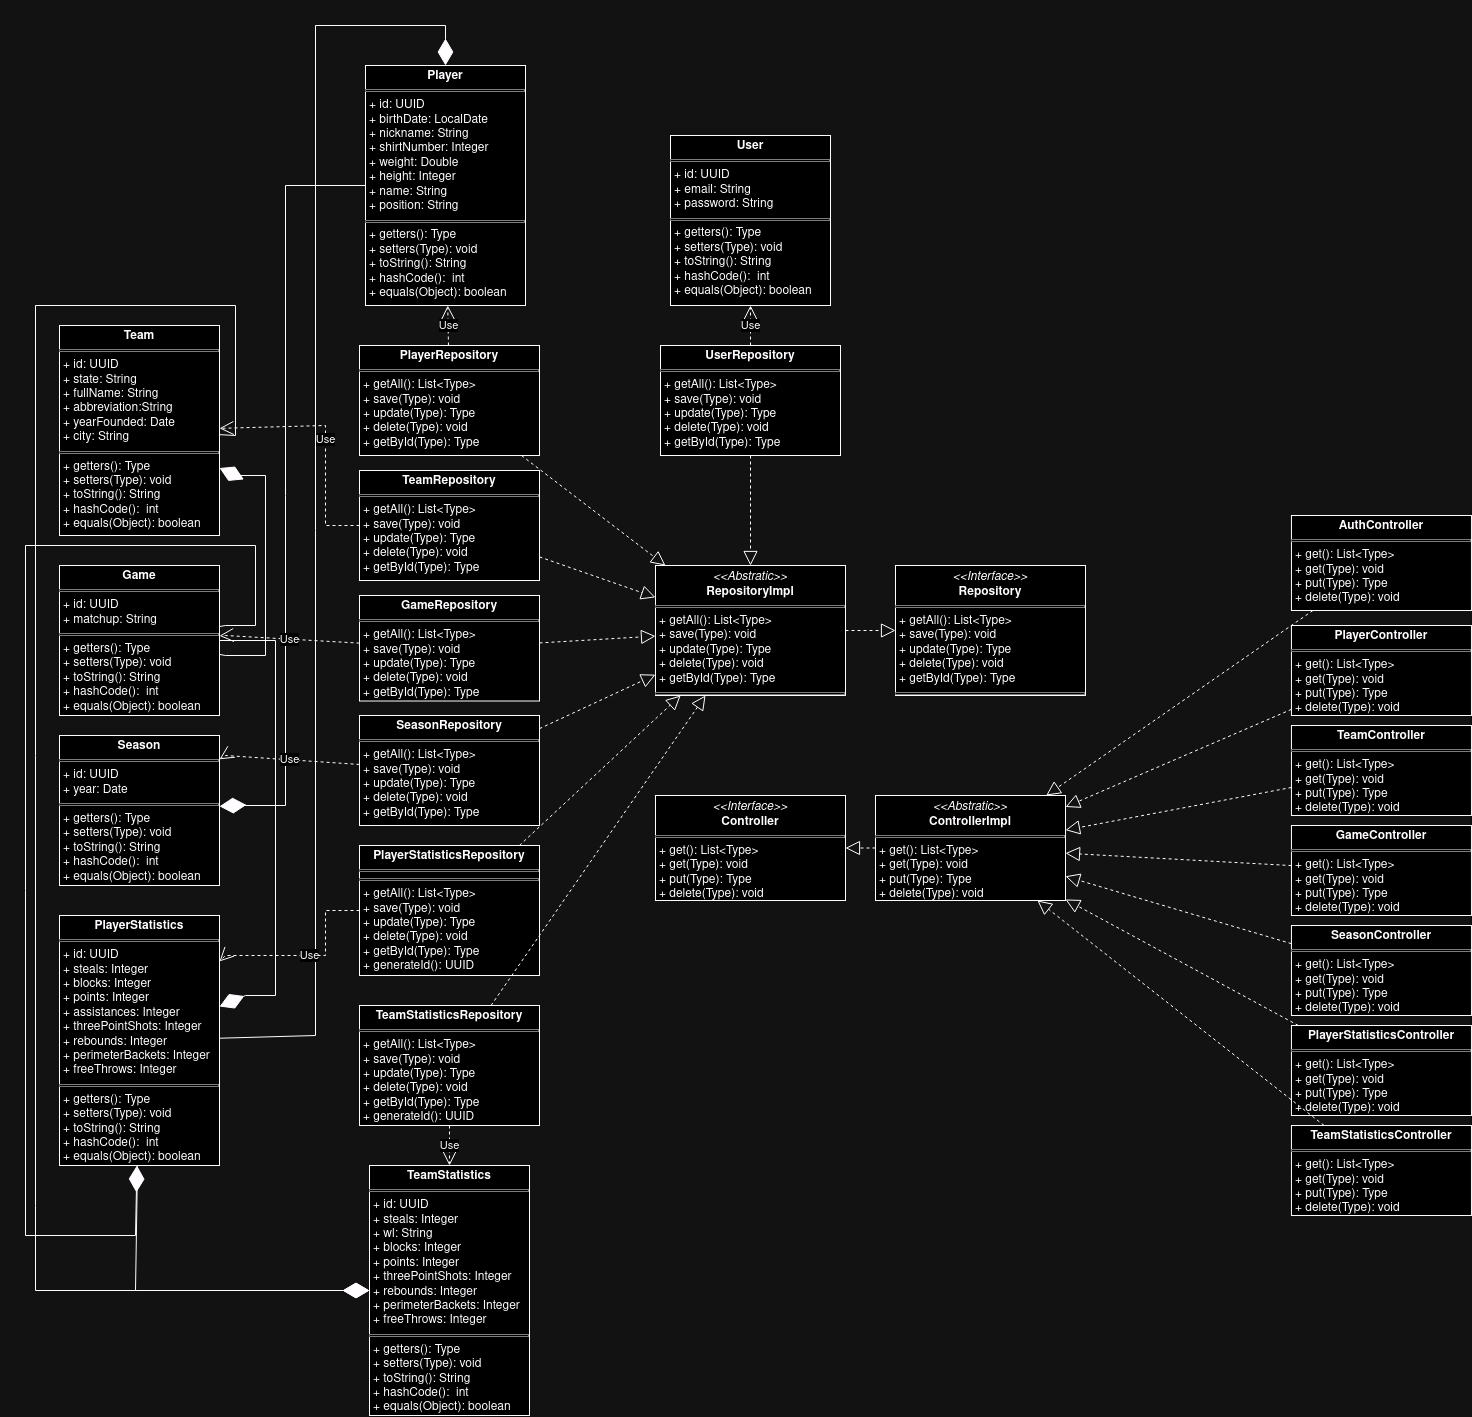 Player
+ id: UUID
+ birthDate: LocalDate
+ nickname: String
+ shirtNumber: Integer
+ weight: Double
+ height: Integer
+ name: String
+ position: String
+ getters(): Type
+ setters(Type): void
+ toString(): String
+ hashCode():  int
+ equals(Object): boolean
User
+ id: UUID
+ email: String
+ password: String
+ getters(): Type
+ setters(Type): void
+ toString(): String
+ hashCode():  int
+ equals(Object): boolean
Use
Use
Team
+ id: UUID
+ state: String
+ fullName: String
+ abbreviation:String
+ yearFounded: Date
+ city: String
+ getters(): Type
+ setters(Type): void
+ toString(): String
+ hashCode():  int
+ equals(Object): boolean
PlayerRepository
+ getAll(): List<Type>
+ save(Type): void
+ update(Type): Type
+ delete(Type): void
+ getById(Type): Type
UserRepository
+ getAll(): List<Type>
+ save(Type): void
+ update(Type): Type
+ delete(Type): void
+ getById(Type): Type
Use
TeamRepository
+ getAll(): List<Type>
+ save(Type): void
+ update(Type): Type
+ delete(Type): void
+ getById(Type): Type
Game
+ id: UUID
+ matchup: String
+ getters(): Type
+ setters(Type): void
+ toString(): String
+ hashCode():  int
+ equals(Object): boolean
Use
GameRepository
+ getAll(): List<Type>
+ save(Type): void
+ update(Type): Type
+ delete(Type): void
+ getById(Type): Type
<<Abstratic>>
RepositoryImpl
+ getAll(): List<Type>
+ save(Type): void
+ update(Type): Type
+ delete(Type): void
+ getById(Type): Type
<<Interface>>
Repository
+ getAll(): List<Type>
+ save(Type): void
+ update(Type): Type
+ delete(Type): void
+ getById(Type): Type
Season
+ id: UUID
+ year: Date
+ getters(): Type
+ setters(Type): void
+ toString(): String
+ hashCode():  int
+ equals(Object): boolean
Use
SeasonRepository
+ getAll(): List<Type>
+ save(Type): void
+ update(Type): Type
+ delete(Type): void
+ getById(Type): Type
<<Interface>>
Controller
+ get(): List<Type>
+ get(Type): void
+ put(Type): Type
+ delete(Type): void
<<Abstratic>>
ControllerImpl
+ get(): List<Type>
+ get(Type): void
+ put(Type): Type
+ delete(Type): void
AuthController
+ get(): List<Type>
+ get(Type): void
+ put(Type): Type
+ delete(Type): void
PlayerController
+ get(): List<Type>
+ get(Type): void
+ put(Type): Type
+ delete(Type): void
TeamController
+ get(): List<Type>
+ get(Type): void
+ put(Type): Type
+ delete(Type): void
GameController
+ get(): List<Type>
+ get(Type): void
+ put(Type): Type
+ delete(Type): void
SeasonController
+ get(): List<Type>
+ get(Type): void
+ put(Type): Type
+ delete(Type): void
PlayerStatisticsController
+ get(): List<Type>
+ get(Type): void
+ put(Type): Type
+ delete(Type): void
TeamStatisticsController
+ get(): List<Type>
+ get(Type): void
+ put(Type): Type
+ delete(Type): void
PlayerStatistics
+ id: UUID
+ steals: Integer
+ blocks: Integer
+ points: Integer
+ assistances: Integer
+ threePointShots: Integer
+ rebounds: Integer
+ perimeterBackets: Integer
+ freeThrows: Integer
+ getters(): Type
+ setters(Type): void
+ toString(): String
+ hashCode():  int
+ equals(Object): boolean
Use
PlayerStatisticsRepository
+ getAll(): List<Type>
+ save(Type): void
+ update(Type): Type
+ delete(Type): void
+ getById(Type): Type
+ generateId(): UUID
TeamStatisticsRepository
+ getAll(): List<Type>
+ save(Type): void
+ update(Type): Type
+ delete(Type): void
+ getById(Type): Type
+ generateId(): UUID
Use
TeamStatistics
+ id: UUID
+ steals: Integer
+ wl: String
+ blocks: Integer
+ points: Integer
+ threePointShots: Integer
+ rebounds: Integer
+ perimeterBackets: Integer
+ freeThrows: Integer
+ getters(): Type
+ setters(Type): void
+ toString(): String
+ hashCode():  int
+ equals(Object): boolean